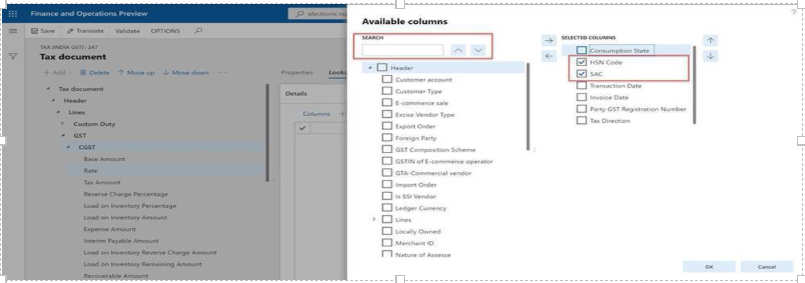 Finance and Operations Preview
Save Translate Validate OPTIONS
TAX (INDIA GST) : 247
Tax document
+ Add Delete Move up Move down ...
Tax document
Header
Lines
Custom Duty
GST
CGST
Base Amount
Rate
Tax Amount
Reverse Charge Percentage
Load on Inventory Percentage
Load on Inventory Amount
Expense Amount
Interim Payable Amount
Load on Inventory Reverse Charge Amount
Load on Inventory Remaining Amount
Recoverable Amount
Properties
Details
Columns +
?
Available columns
SEARCH
Header
Customer account
Customer Type
E-commerce sale
Excise Vendor Type
Export Order
Foreign Party
GST Composition Scheme
GSTIN of E-commerce operator
GTA-Commercial vendor
Import Order
Is SSI Vendor
Ledger Currency
Lines
Locally Owned
Merchant ID
Nature of Assesse
SELECTED COLUMNS
Consumption State
HSN Code
SAC
Transaction Date
Invoice Date
Party GST Registration Number
Tax Direction
OK Cancel